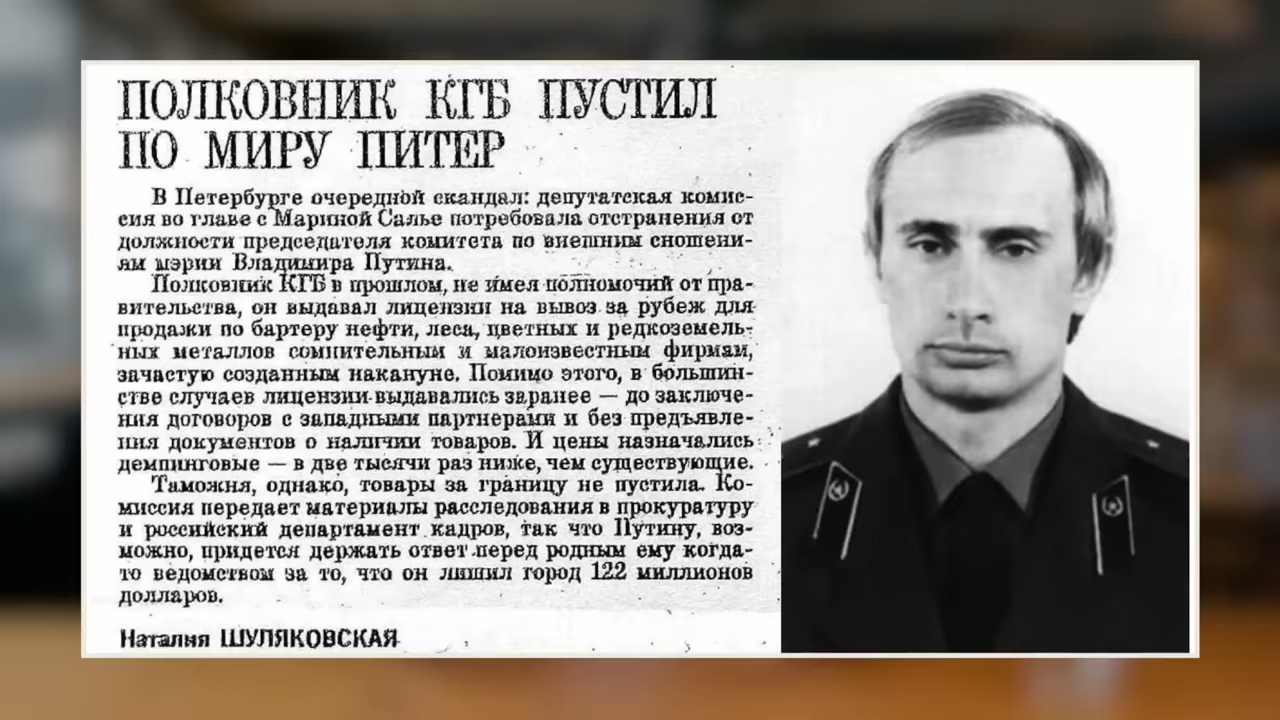 ПОЛКОВНИК КГБ ПУСТИЛ
ПО МИРУ ПИТЕР
В Петербурге очередной скандал: депутатская комис-
сия во главе с Мариной Салье потребовала отстранения от
должности председателя комитета по внешним сношени-
ям мэрии Владимира Путина.
Полковник КГБ в прошлом, не имея полномочий от пра-
вительства, он выдавал лицензии на вывоз за рубеж для
продажи по бартеру нефти, леса, цветных и редкоземель-
ных металлов сомнительным и малоизвестным фирмам,
зачастую созданным накануне. Помимо этого, в большин-
стве случаев лицензии выдавались заранее — до заключе-
ния договоров с западными партнерами и без предъявле-
ния документов о наличии товаров. И цены назначались
демпинговые — в две тысячи раз ниже, чем существующие.
Таможня, однако, товары за границу не пустила. Ко-
миссия передает материалы расследования в прокуратуру
и российский департамент кадров, так что Путину, воз-
можно, придется держать ответ перед родным ему когда-
то ведомством за то, что он лишил город 122 миллионов
долларов.
Наталия ШУЛЯКОВСКАЯ